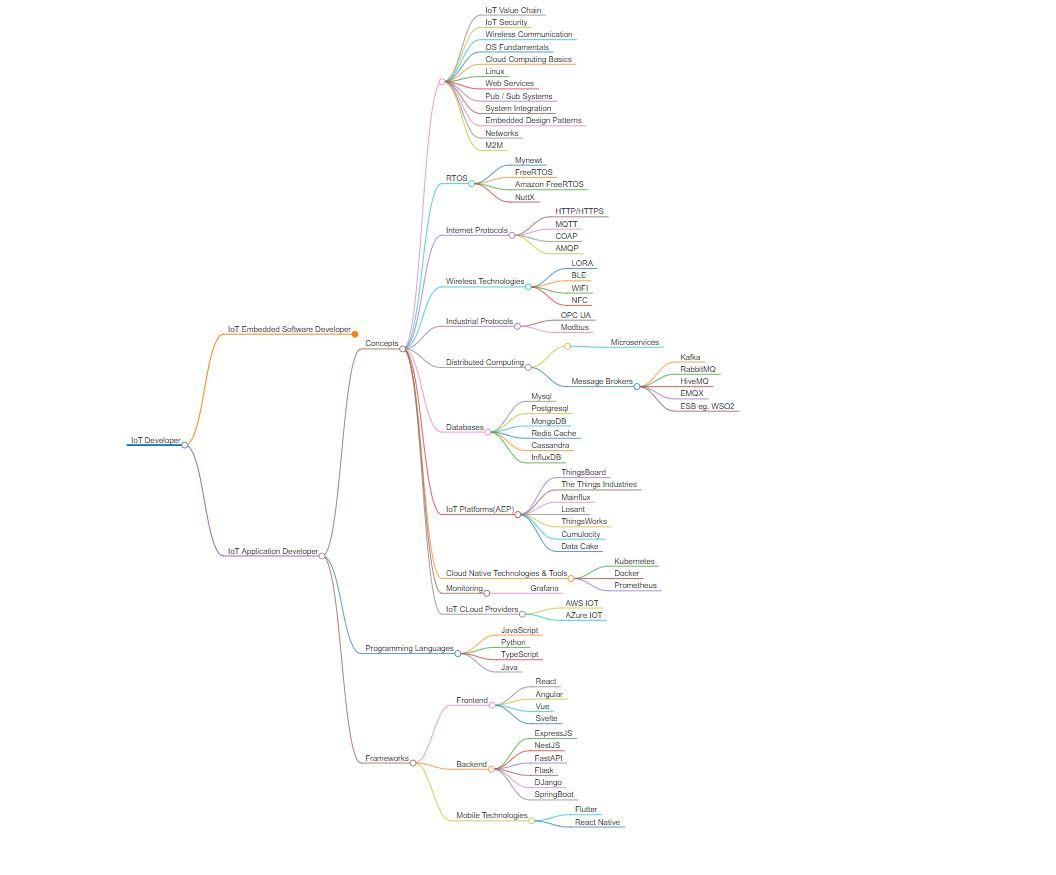 IoT Developer
IoT Embedded Software Developer
IoT Application Developer
Concepts
IoT Value Chain
IoT Security
Wireless Communication
OS Fundamentals
Cloud Computing Basics
Linux
Web Services
Pub / Sub Systems
System Integration
Embedded Design Patterns
Networks
M2M
RTOS
Mynewt
FreeRTOS
Amazon FreeRTOS
NuttX
Internet Protocols
HTTP/HTTPS
MQTT
COAP
AMQP
Wireless Technologies
LORA
BLE
WIFI
NFC
Industrial Protocols
OPC UA
Modbus
Distributed Computing
Microservices
Message Brokers
Kafka
RabbitMQ
HiveMQ
EMQX
ESB eg. WSO2
Databases
Mysql
Postgresql
MongoDB
Redis Cache
Cassandra
InfluxDB
IoT Platforms(AEP)
ThingsBoard
The Things Industries
Mainflux
Losant
ThingsWorks
Cumulocity
Data Cake
Cloud Native Technologies & Tools
Kubernetes
Docker
Prometheus
Monitoring
Grafana
IoT CLoud Providers
AWS IOT
AZure IOT
Programming Languages
JavaScript
Python
TypeScript
Java
Frameworks
Frontend
React
Angular
Vue
Svelte
Backend
ExpressJS
NestJS
FastAPI
Flask
DJango
SpringBoot
Mobile Technologies
Flutter
React Native